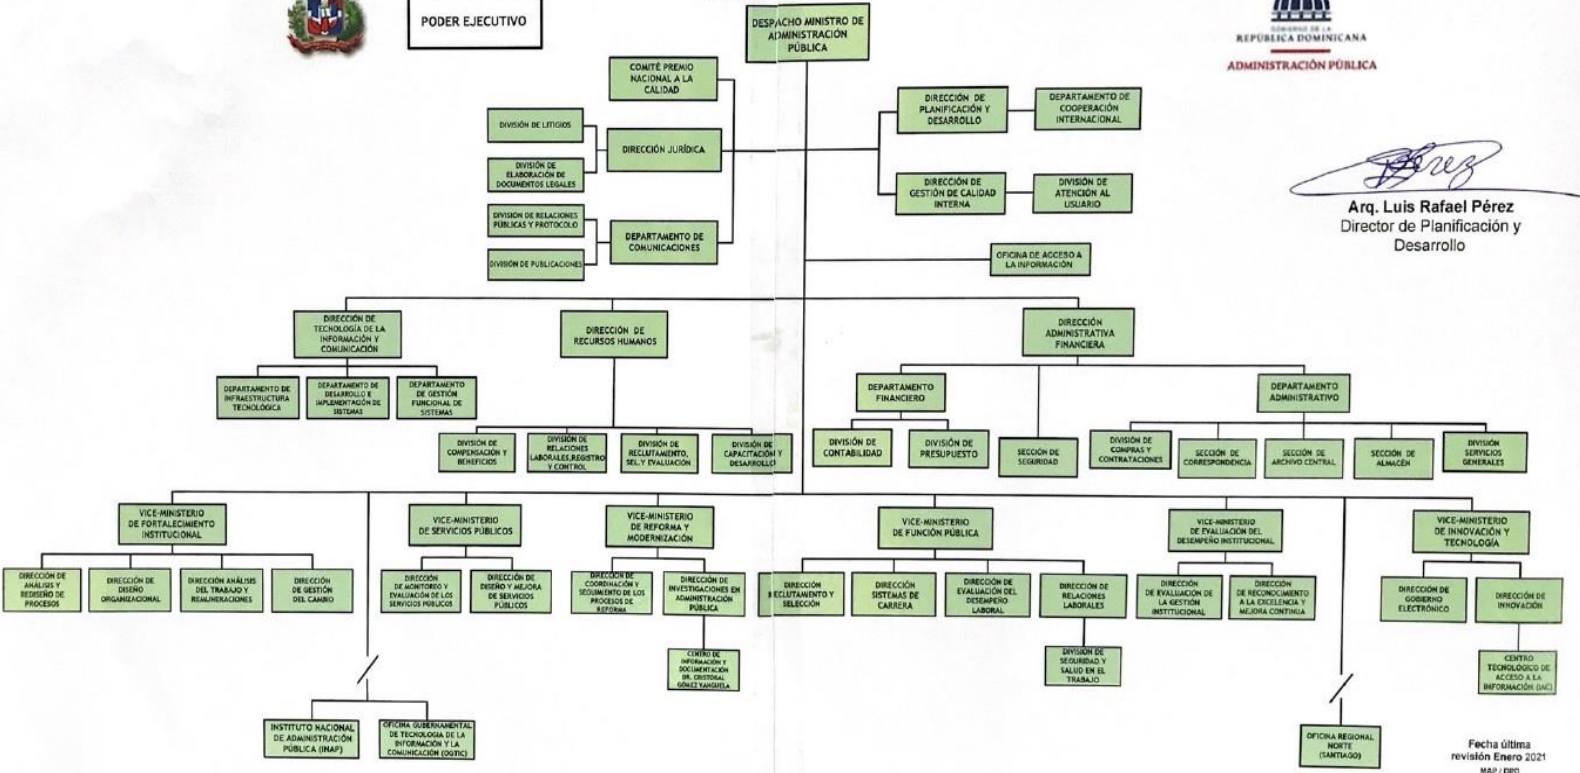 PODER EJECUTIVO
DESPACHO MINISTRO DE
ADMINISTRACIÓN
PÚBLICA
GOBIERNO DE LA
REPÚBLICA DOMINICANA
ADMINISTRACIÓN PÚBLICA
COMITÉ PREMIO
NACIONAL A LA
CALIDAD
DIVISIÓN DE LITIGIOS
DIRECCIÓN JURÍDICA
DIVISIÓN DE
ELABORACIÓN DE
DOCUMENTOS LEGALES
DIVISIÓN DE RELACIONES
PÚBLICAS Y PROTOCOLO
DEPARTAMENTO DE
COMUNICACIONES
DIVISIÓN DE PUBLICACIONES
DIRECCIÓN DE
PLANIFICACIÓN Y
DESARROLLO
DEPARTAMENTO DE
COOPERACIÓN
INTERNACIONAL
DIRECCIÓN DE
GESTIÓN DE CALIDAD
INTERNA
DIVISIÓN DE
ATENCIÓN AL
USUARIO
OFICINA DE ACCESO A
LA INFORMACIÓN
Pérez
Arq. Luis Rafael Pérez
Director de Planificación y
Desarrollo
DIRECCIÓN DE
TECNOLOGÍA DE LA
INFORMACIÓN Y
COMUNICACIÓN
DIRECCIÓN DE
RECURSOS HUMANOS
DIRECCIÓN
ADMINISTRATIVA
FINANCIERA
DEPARTAMENTO DE
INFRAESTRUCTURA
TECNOLÓGICA
DEPARTAMENTO DE
DESARROLLO E
IMPLEMENTACIÓN DE
SISTEMAS
DEPARTAMENTO
DE GESTIÓN
FUNCIONAL DE
SISTEMAS
DEPARTAMENTO
FINANCIERO
DEPARTAMENTO
ADMINISTRATIVO
DIVISIÓN DE
COMPENSACIÓN Y
BENEFICIOS
DIVISIÓN DE
RELACIONES
LABORALES,REGISTRO
Y CONTROL
DIVISIÓN DE
RECLUTAMIENTO,
SEL.Y EVALUACIÓN
DIVISIÓN DE
CAPACITACIÓN Y
DESARROLLO
DIVISIÓN DE
CONTABILIDAD
DIVISIÓN DE
PRESUPUESTO
SECCIÓN DE
SEGURIDAD
DIVISIÓN DE
COMPRAS Y
CONTRATACIONES
SECCIÓN DE
CORRESPONDENCIA
SECCIÓN DE
ARCHIVO CENTRAL
SECCIÓN DE
ALMACÉN
DIVISIÓN
SERVICIOS
GENERALES
VICE-MINISTERIO
DE FORTALECIMIENTO
INSTITUCIONAL
VICE-MINISTERIO
DE SERVICIOS PÚBLICOS
VICE-MINISTERIO
DE REFORMA Y
MODERNIZACIÓN
VICE-MINISTERIO
DE FUNCIÓN PÚBLICA
VICE-MINISTERIO
DE EVALUACIÓN DEL
DESEMPEÑO INSTITUCIONAL
VICE-MINISTERIO
DE INNOVACIÓN Y
TECNOLOGÍA
DIRECCIÓN DE
ANÁLISIS Y
REDISEÑO DE
PROCESOS
DIRECCIÓN DE
DISEÑO
ORGANIZACIONAL
DIRECCIÓN ANÁLISIS
DEL TRABAJO Y
REMUNERACIONES
DIRECCIÓN
DE GESTIÓN
DEL CAMBIO
DIRECCIÓN
DE MONITOREO Y
EVALUACIÓN DE LOS
SERVICIOS PÚBLICOS
DIRECCIÓN DE
DISEÑO Y MEJORA
DE SERVICIOS
PÚBLICOS
DIRECCIÓN DE
COORDINACIÓN Y
SEGUIMIENTO DE LOS
PROCESOS DE
REFORMA
DIRECCIÓN DE
INVESTIGACIONES EN
ADMINISTRACIÓN
PÚBLICA
DIRECCIÓN
RECLUTAMIENTO Y
SELECCIÓN
DIRECCIÓN
SISTEMAS DE
CARRERA
DIRECCIÓN DE
EVALUACIÓN DEL
DESEMPEÑO
LABORAL
DIRECCIÓN DE
RELACIONES
LABORALES
DIRECCIÓN
DE EVALUACIÓN DE
LA GESTIÓN
INSTITUCIONAL
DIRECCIÓN
DE RECONOCIMIENTO
A LA EXCELENCIA Y
MEJORA CONTINUA
DIRECCIÓN DE
GOBIERNO
ELECTRÓNICO
DIRECCIÓN DE
INNOVACIÓN
CENTRO DE
INFORMACIÓN Y
DOCUMENTACIÓN
DR. CRISTOBAL
GÓMEZ YANGUELA
DIVISIÓN DE
SEGURIDAD Y
SALUD EN EL
TRABAJO
CENTRO
TECNOLÓGICO DE
ACCESO A LA
INFORMACIÓN (IAC)
INSTITUTO NACIONAL
DE ADMINISTRACIÓN
PÚBLICA (INAP)
OFICINA GUBERNAMENTAL
DE TECNOLOGIA DE LA
INFORMACIÓN Y LA
COMUNICACIÓN (OGTIC)
OFICINA REGIONAL
NORTE
(SANTIAGO)
Fecha última
revisión Enero 2021
MAP / DPD